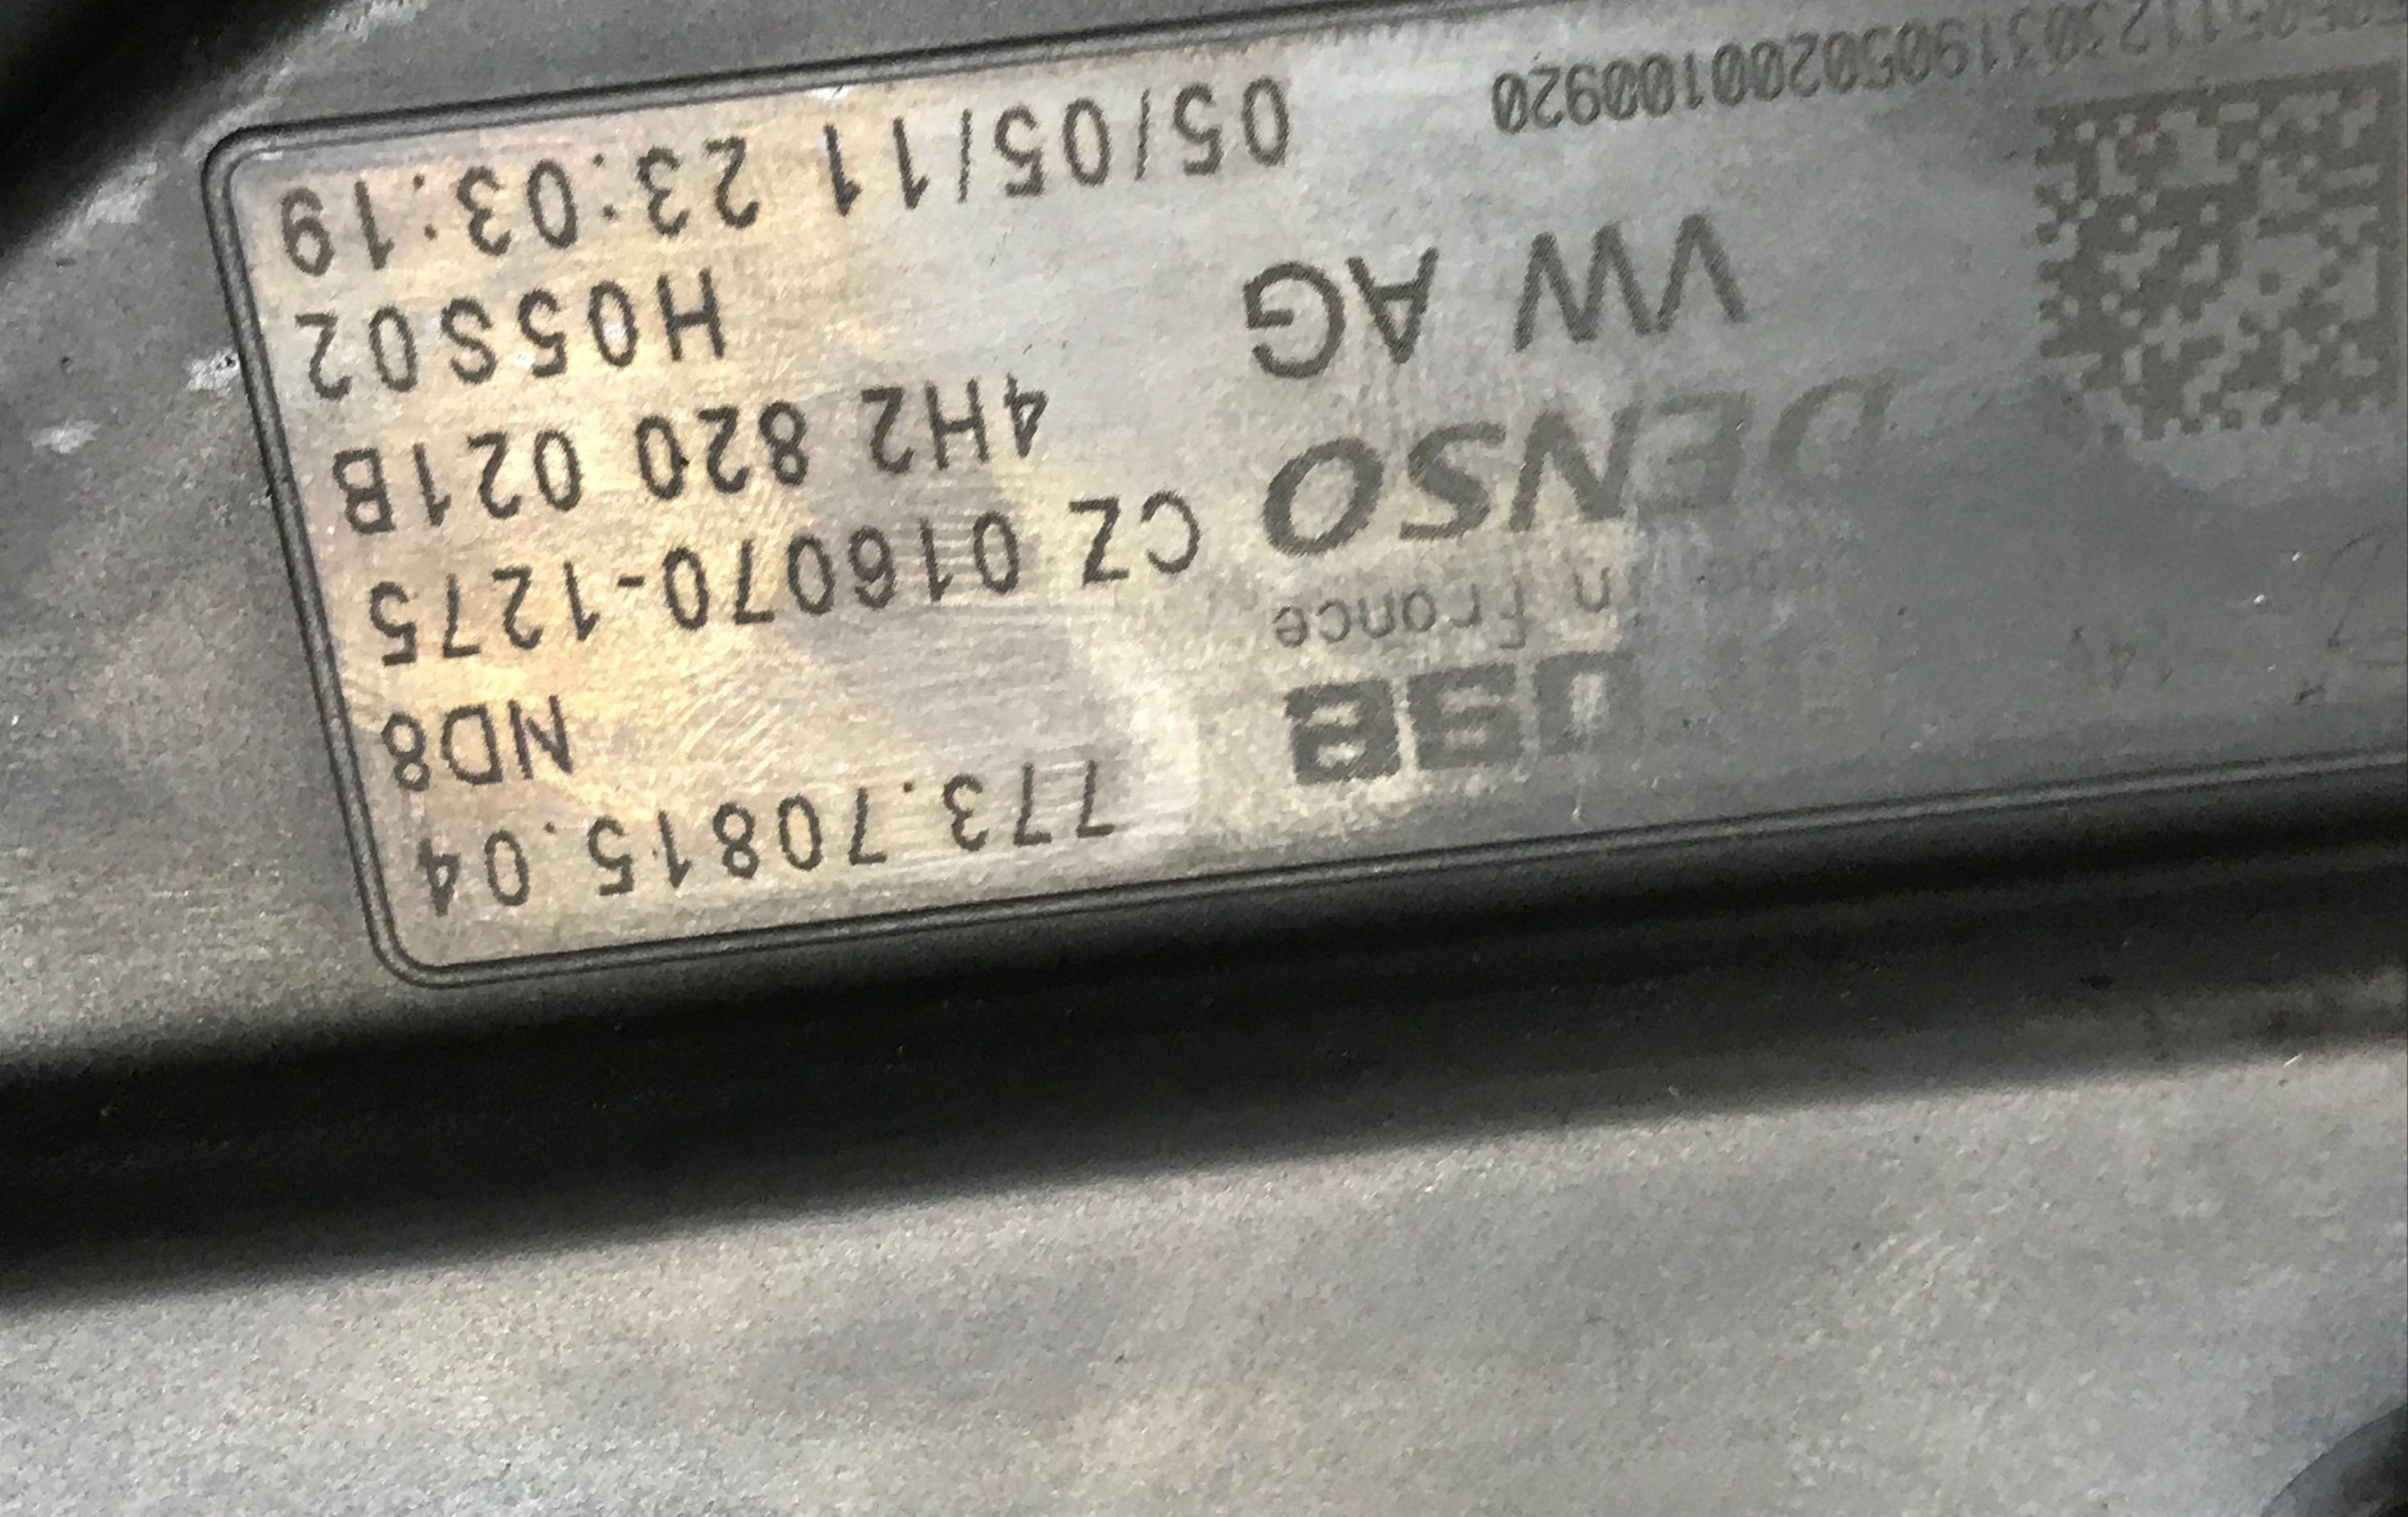 773.70815.04
ND8
n France
CZ 016070-1275
DENSO
4H2 820 021B
VW AG
H05S02
05/05/11 23:03:19
0511230319050200100920